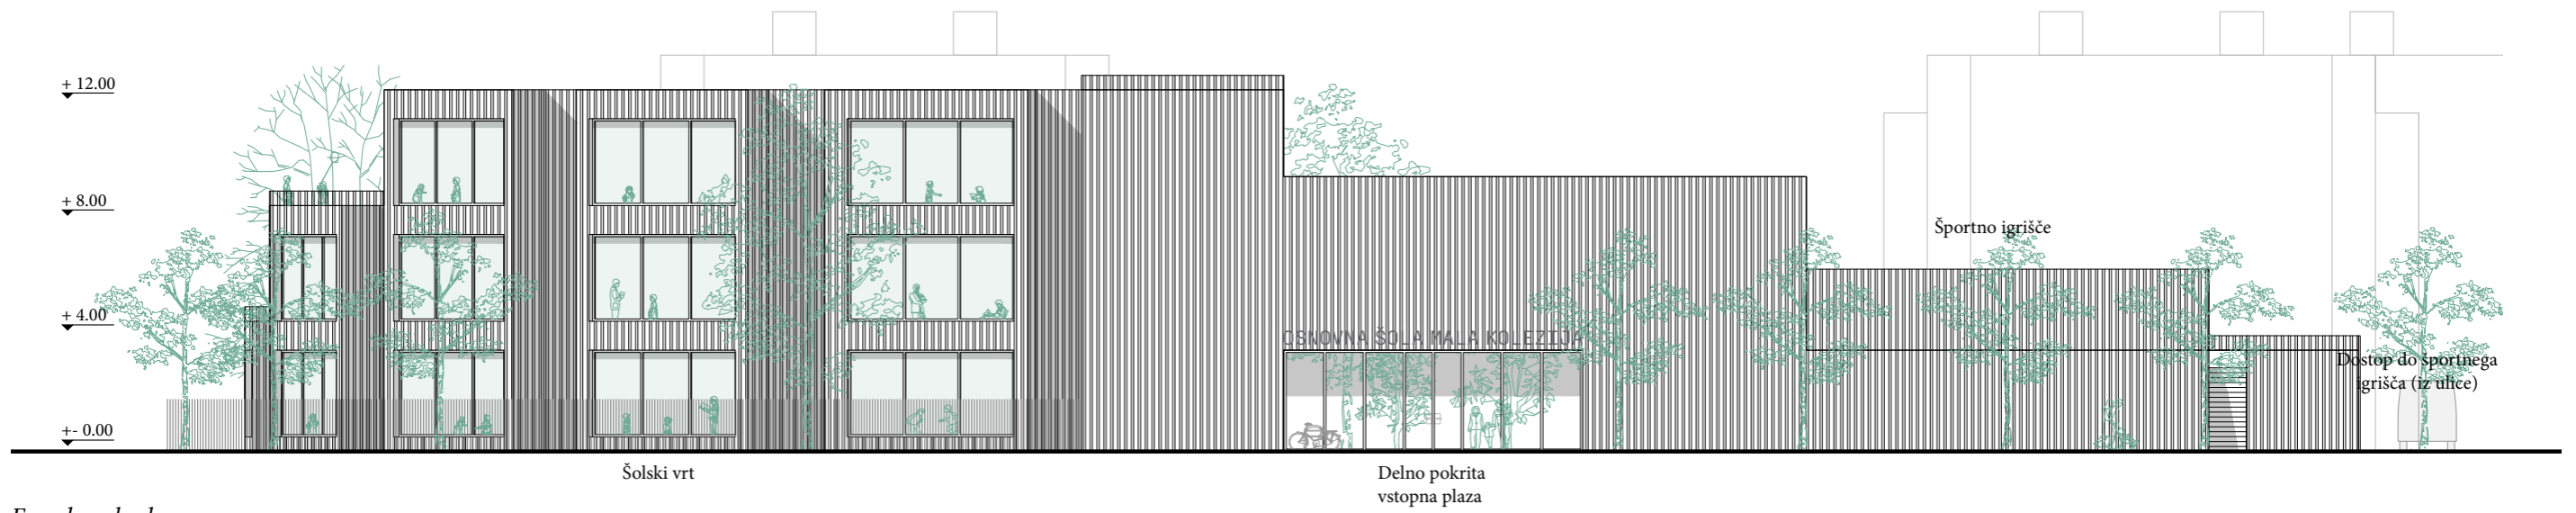 + 12.00
+ 8.00
+ 4.00
+- 0.00
Športno igrišče
OSNOVNA ŠOLA MALA KOLEZIJA
Dostop do športnega
igrišča (iz ulice)
Šolski vrt
Delno pokrita
vstopna plaza